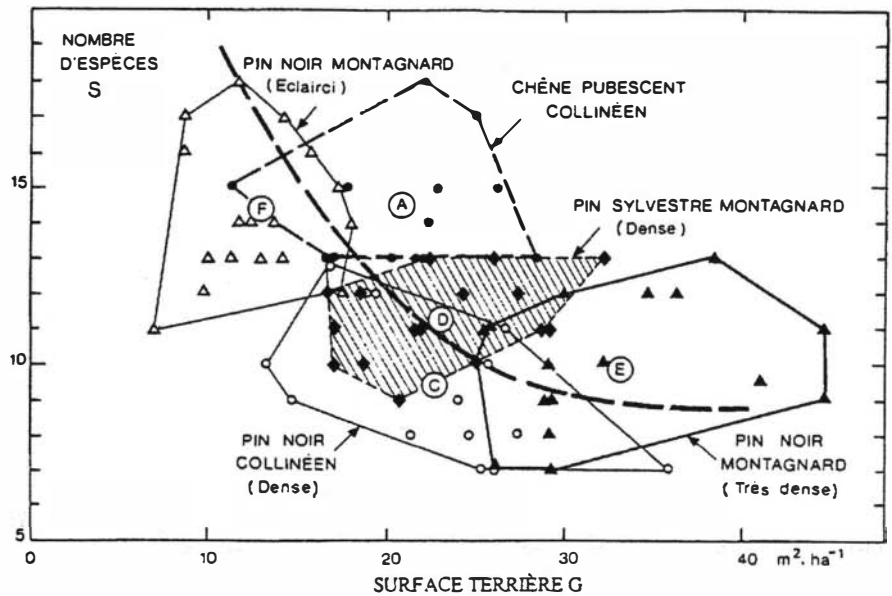 NOMBRE
D'ESPÈCES
S
PIN NOIR MONTAGNARD
(Eclairci)
CHÊNE PUBESCENT
COLLINÉEN
15
F
A
PIN SYLVESTRE MONTAGNARD
(Dense)
D
10
E
C
PIN NOIR
COLLINÉEN
(Dense)
PIN NOIR
MONTAGNARD
(Très dense)
5
0
10
20
30
40
m².ha⁻¹
SURFACE TERRIÈRE G